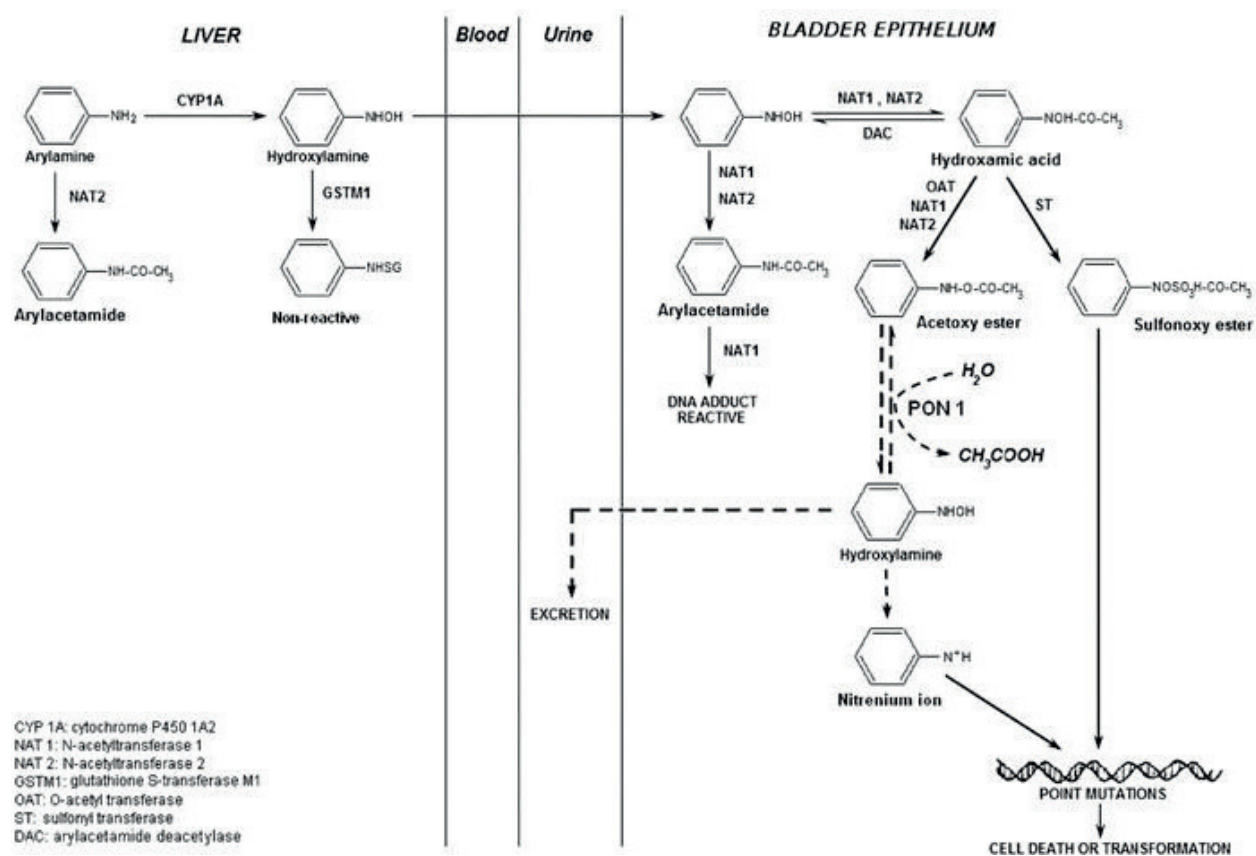 LIVER
Blood
Urine
BLADDER EPITHELIUM
NH2
Arylamine
CYP1A
NHOH
Hydroxylamine
NAT2
GSTM1
NH-CO-CH3
Arylacetamide
NHSG
Non-reactive
NHOH
NAT1 , NAT2
DAC
NOH-CO-CH3
Hydroxamic acid
NAT1
NAT2
OAT
NAT1
NAT2
ST
NH-CO-CH3
Arylacetamide
NH-O-CO-CH3
Acetoxy ester
NOSO3H-CO-CH3
Sulfonoxy ester
NAT1
DNA ADDUCT
REACTIVE
H2O
PON 1
CH3COOH
NHOH
Hydroxylamine
EXCRETION
N+H
Nitrenium ion
POINT MUTATIONS
CELL DEATH OR TRANSFORMATION
CYP 1A: cytochrome P450 1A2
NAT 1: N-acetyltransferase 1
NAT 2: N-acetyltransferase 2
GSTM1: glutathione S-transferase M1
OAT: O-acetyl transferase
ST: sulfonyl transferase
DAC: arylacetamide deacetylase